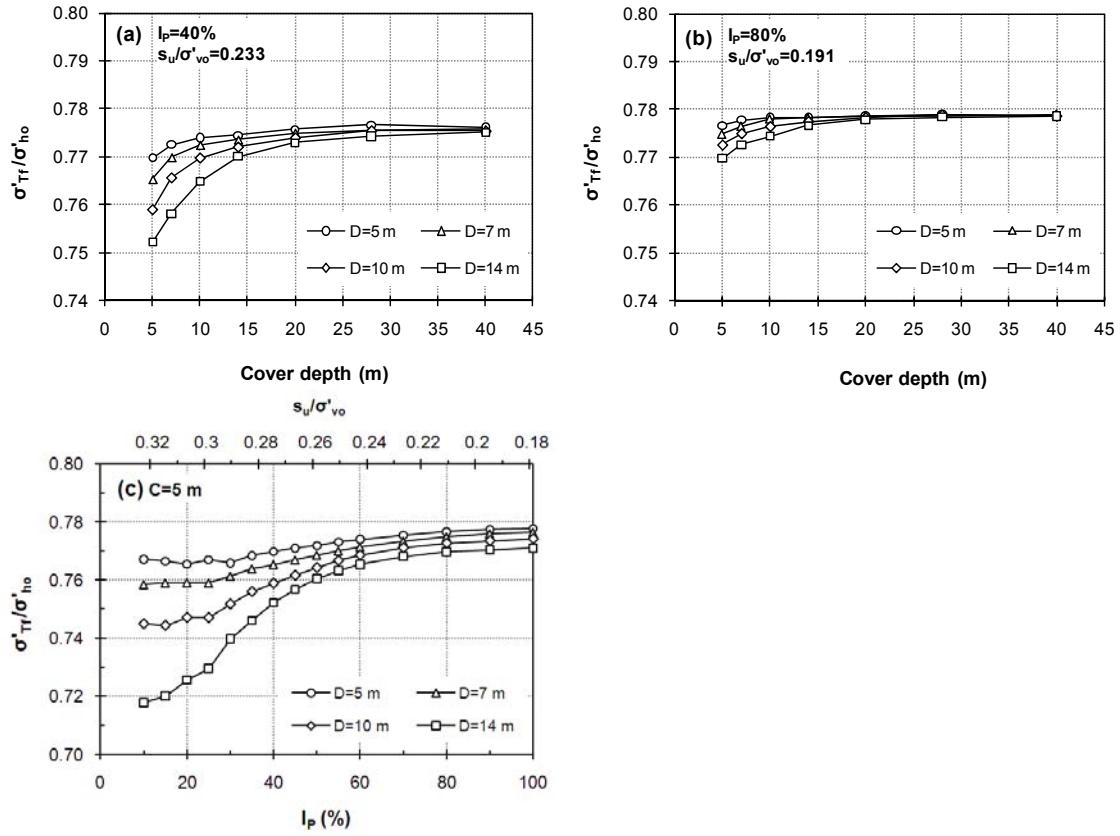 (a) I_P=40%
s_u/σ'_vo=0.233
0.80
0.79
0.78
0.77
0.76
0.75
0.74
σ'_Tf/σ'_ho
D=5 m D=7 m
D=10 m D=14 m
0 5 10 15 20 25 30 35 40 45
Cover depth (m)
(b) I_P=80%
s_u/σ'_vo=0.191
0.80
0.79
0.78
0.77
0.76
0.75
0.74
σ'_Tf/σ'_ho
D=5 m D=7 m
D=10 m D=14 m
0 5 10 15 20 25 30 35 40 45
Cover depth (m)
s_u/σ'_vo
0.32 0.3 0.28 0.26 0.24 0.22 0.2 0.18
(c) C=5 m
0.80
0.78
0.76
0.74
0.72
0.70
σ'_Tf/σ'_ho
D=5 m D=7 m
D=10 m D=14 m
0 20 40 60 80 100
I_P (%)